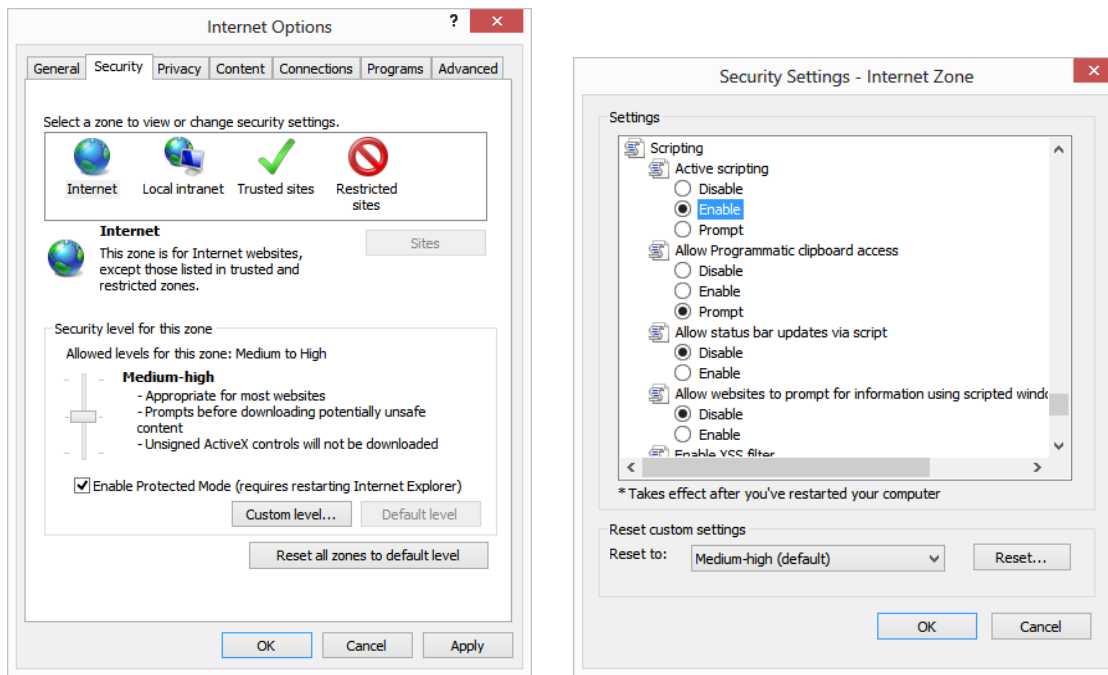 Internet Options
?
General Security Privacy Content Connections Programs Advanced
Select a zone to view or change security settings.
Internet Local intranet Trusted sites Restricted
sites
Internet
This zone is for Internet websites,
except those listed in trusted and
restricted zones.
Sites
Security level for this zone
Allowed levels for this zone: Medium to High
Medium-high
- Appropriate for most websites
- Prompts before downloading potentially unsafe
content
- Unsigned ActiveX controls will not be downloaded
Enable Protected Mode (requires restarting Internet Explorer)
Custom level... Default level
Reset all zones to default level
OK Cancel Apply
Security Settings - Internet Zone
Settings
Scripting
Active scripting
Disable
Enable
Prompt
Allow Programmatic clipboard access
Disable
Enable
Prompt
Allow status bar updates via script
Disable
Enable
Allow websites to prompt for information using scripted windo
Disable
Enable
Enable XSS filter
* Takes effect after you've restarted your computer
Reset custom settings
Reset to: Medium-high (default) Reset...
OK Cancel